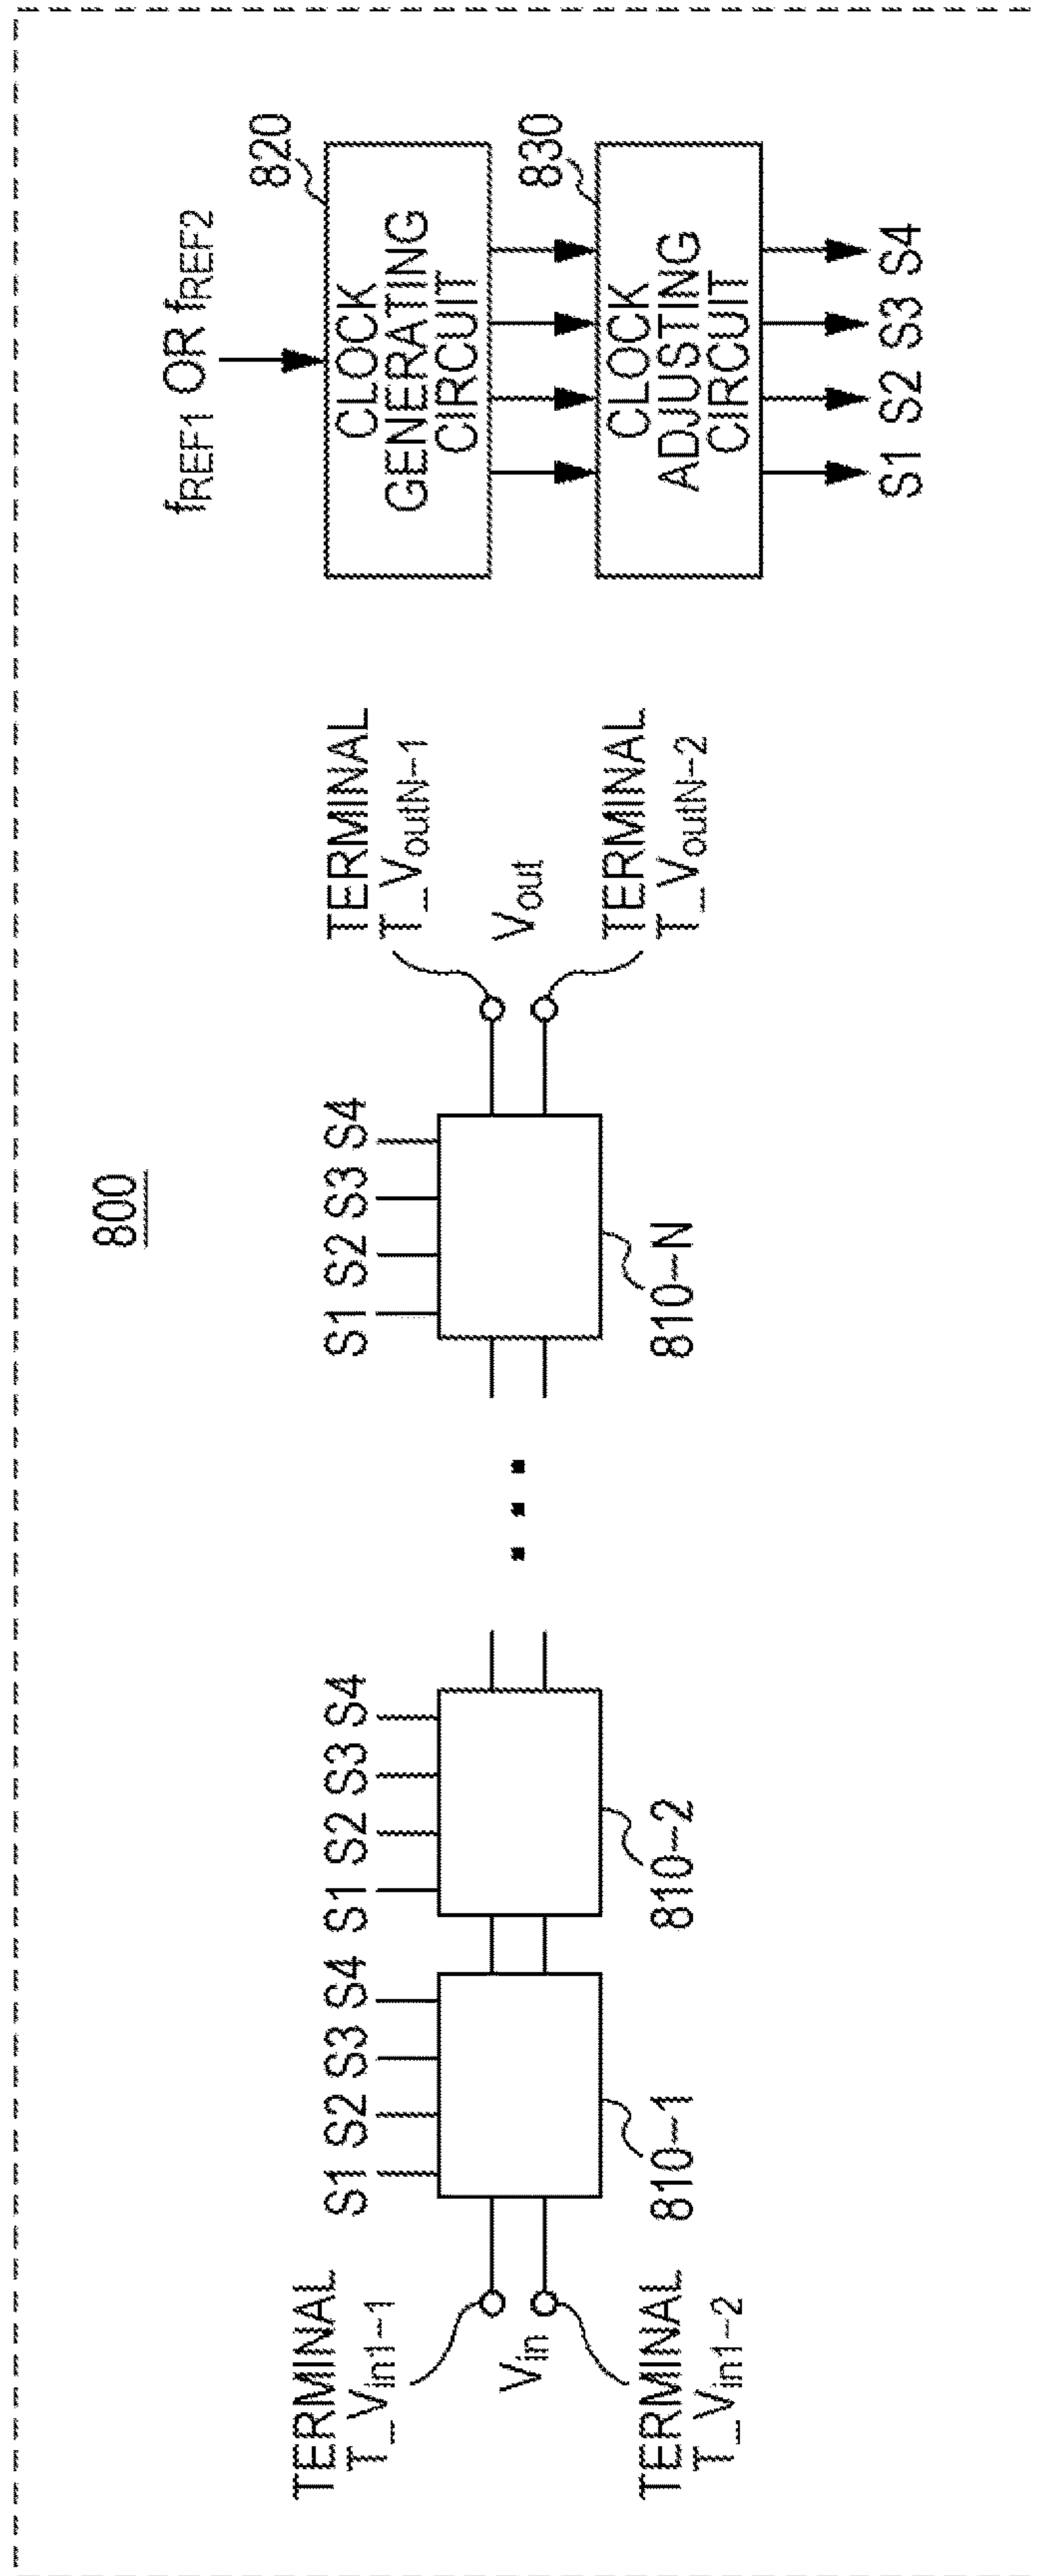 800
TERMINAL
T_Vin1-1
Vin
TERMINAL
T_Vin1-2
S1 S2 S3 S4
810-1
S1 S2 S3 S4
810-2
S1 S2 S3 S4
810-N
TERMINAL
T_VoutN-1
Vout
TERMINAL
T_VoutN-2
fREF1 OR fREF2
820
CLOCK
GENERATING
CIRCUIT
830
CLOCK
ADJUSTING
CIRCUIT
S1 S2 S3 S4